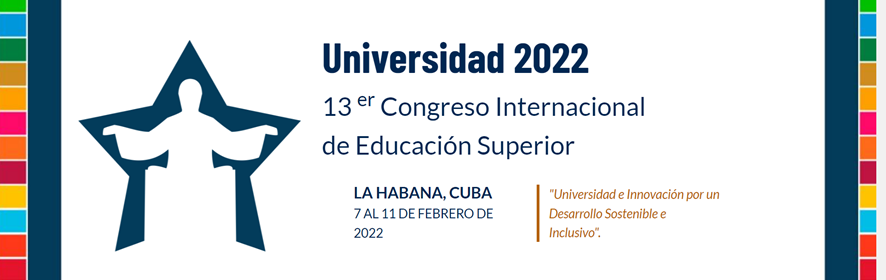 Universidad 2022
13 er Congreso Internacional
de Educación Superior
LA HABANA, CUBA
7 AL 11 DE FEBRERO DE
2022
"Universidad e Innovación por un
Desarrollo Sostenible e
Inclusivo".